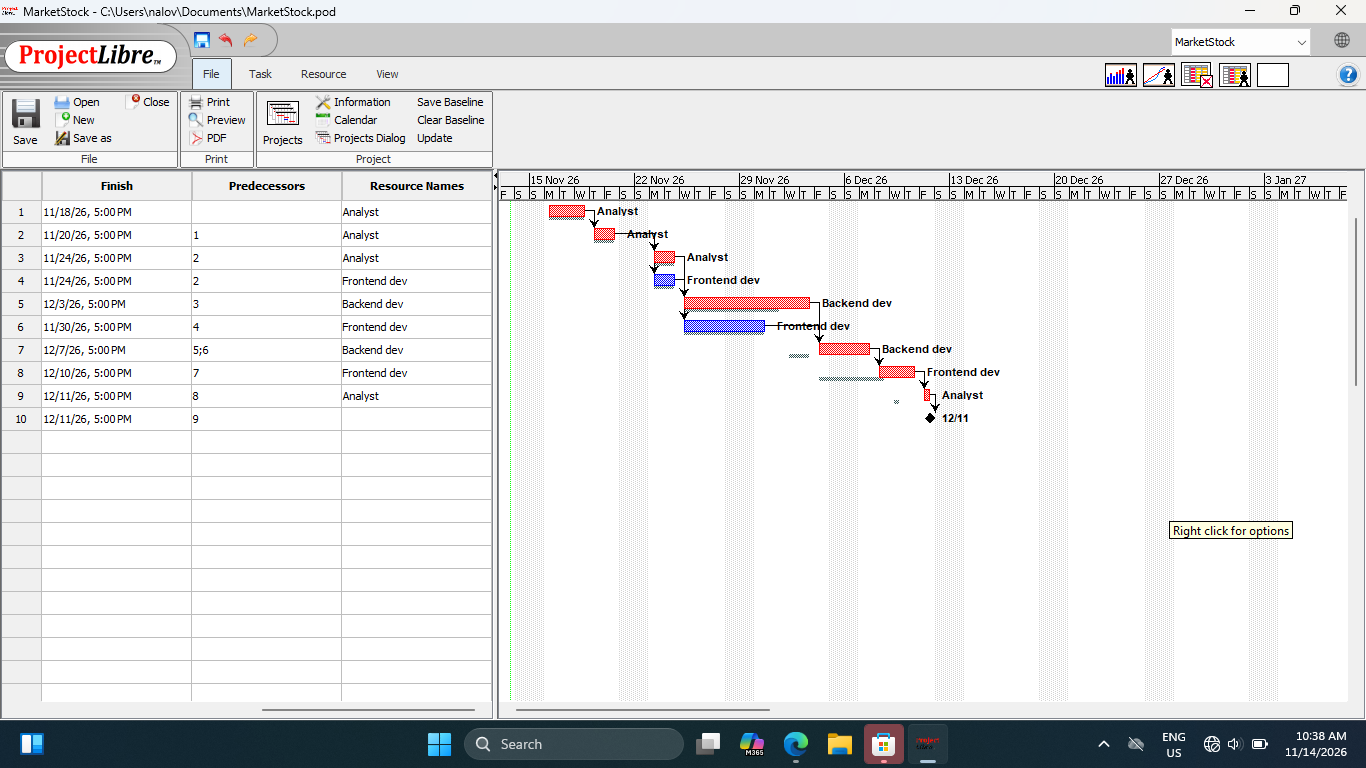 MarketStock - C:\Users\nalov\Documents\MarketStock.pod
ProjectLibre™
MarketStock
File Task Resource View
Save
Open
New
Save as
Close
File
Print
Preview
PDF
Print
Projects
Information
Calendar
Projects Dialog
Save Baseline
Clear Baseline
Update
Project
Finish Predecessors Resource Names
1 11/18/26, 5:00 PM Analyst
2 11/20/26, 5:00 PM 1 Analyst
3 11/24/26, 5:00 PM 2 Analyst
4 11/24/26, 5:00 PM 2 Frontend dev
5 12/3/26, 5:00 PM 3 Backend dev
6 11/30/26, 5:00 PM 4 Frontend dev
7 12/7/26, 5:00 PM 5;6 Backend dev
8 12/10/26, 5:00 PM 7 Frontend dev
9 12/11/26, 5:00 PM 8 Analyst
10 12/11/26, 5:00 PM 9
15 Nov 26 22 Nov 26 29 Nov 26 6 Dec 26 13 Dec 26 20 Dec 26 27 Dec 26 3 Jan 27
F S S M T W T F S S M T W T F S S M T W T F S S M T W T F S S M T W T F S S M T W T F S S M T W T F S S M T W T F
Analyst
Analyst
Analyst
Frontend dev
Backend dev
Frontend dev
Backend dev
Frontend dev
Analyst
12/11
Right click for options
Search
M365
ENG
US
10:38 AM
11/14/2026